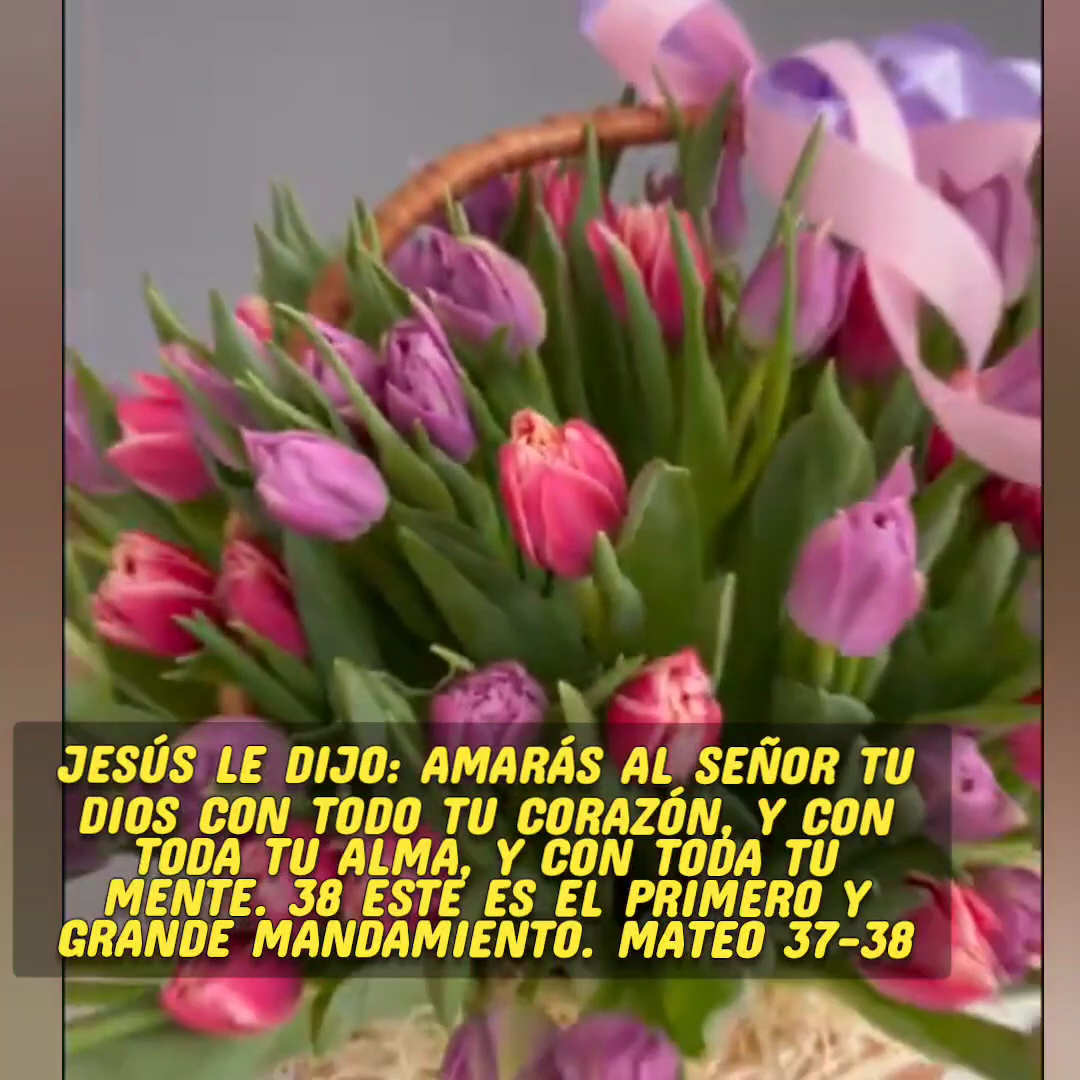 JESÚS LE DIJO: AMARÁS AL SEÑOR TU
DIOS CON TODO TU CORAZÓN, Y CON
TODA TU ALMA, Y CON TODA TU
MENTE. 38 ESTE ES EL PRIMERO Y
GRANDE MANDAMIENTO. MATEO 37-38